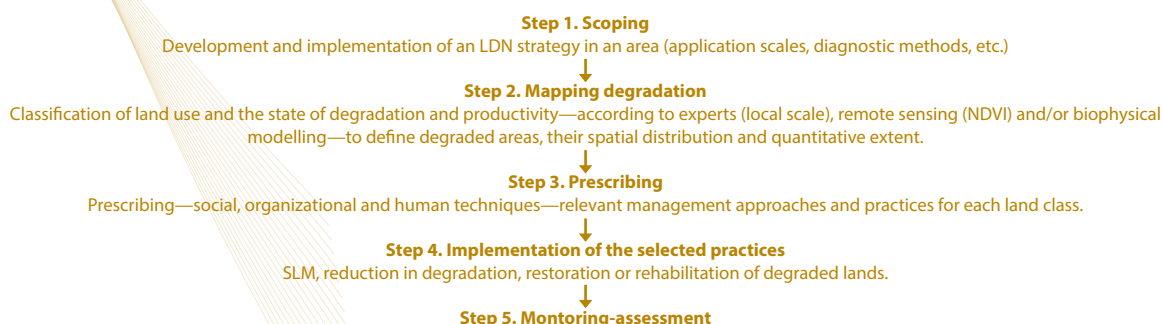 Step 1. Scoping
Development and implementation of an LDN strategy in an area (application scales, diagnostic methods, etc.)
Step 2. Mapping degradation
Classification of land use and the state of degradation and productivity—according to experts (local scale), remote sensing (NDVI) and/or biophysical
modelling—to define degraded areas, their spatial distribution and quantitative extent.
Step 3. Prescribing
Prescribing—social, organizational and human techniques—relevant management approaches and practices for each land class.
Step 4. Implementation of the selected practices
SLM, reduction in degradation, restoration or rehabilitation of degraded lands.
Step 5. Montoring-assessment